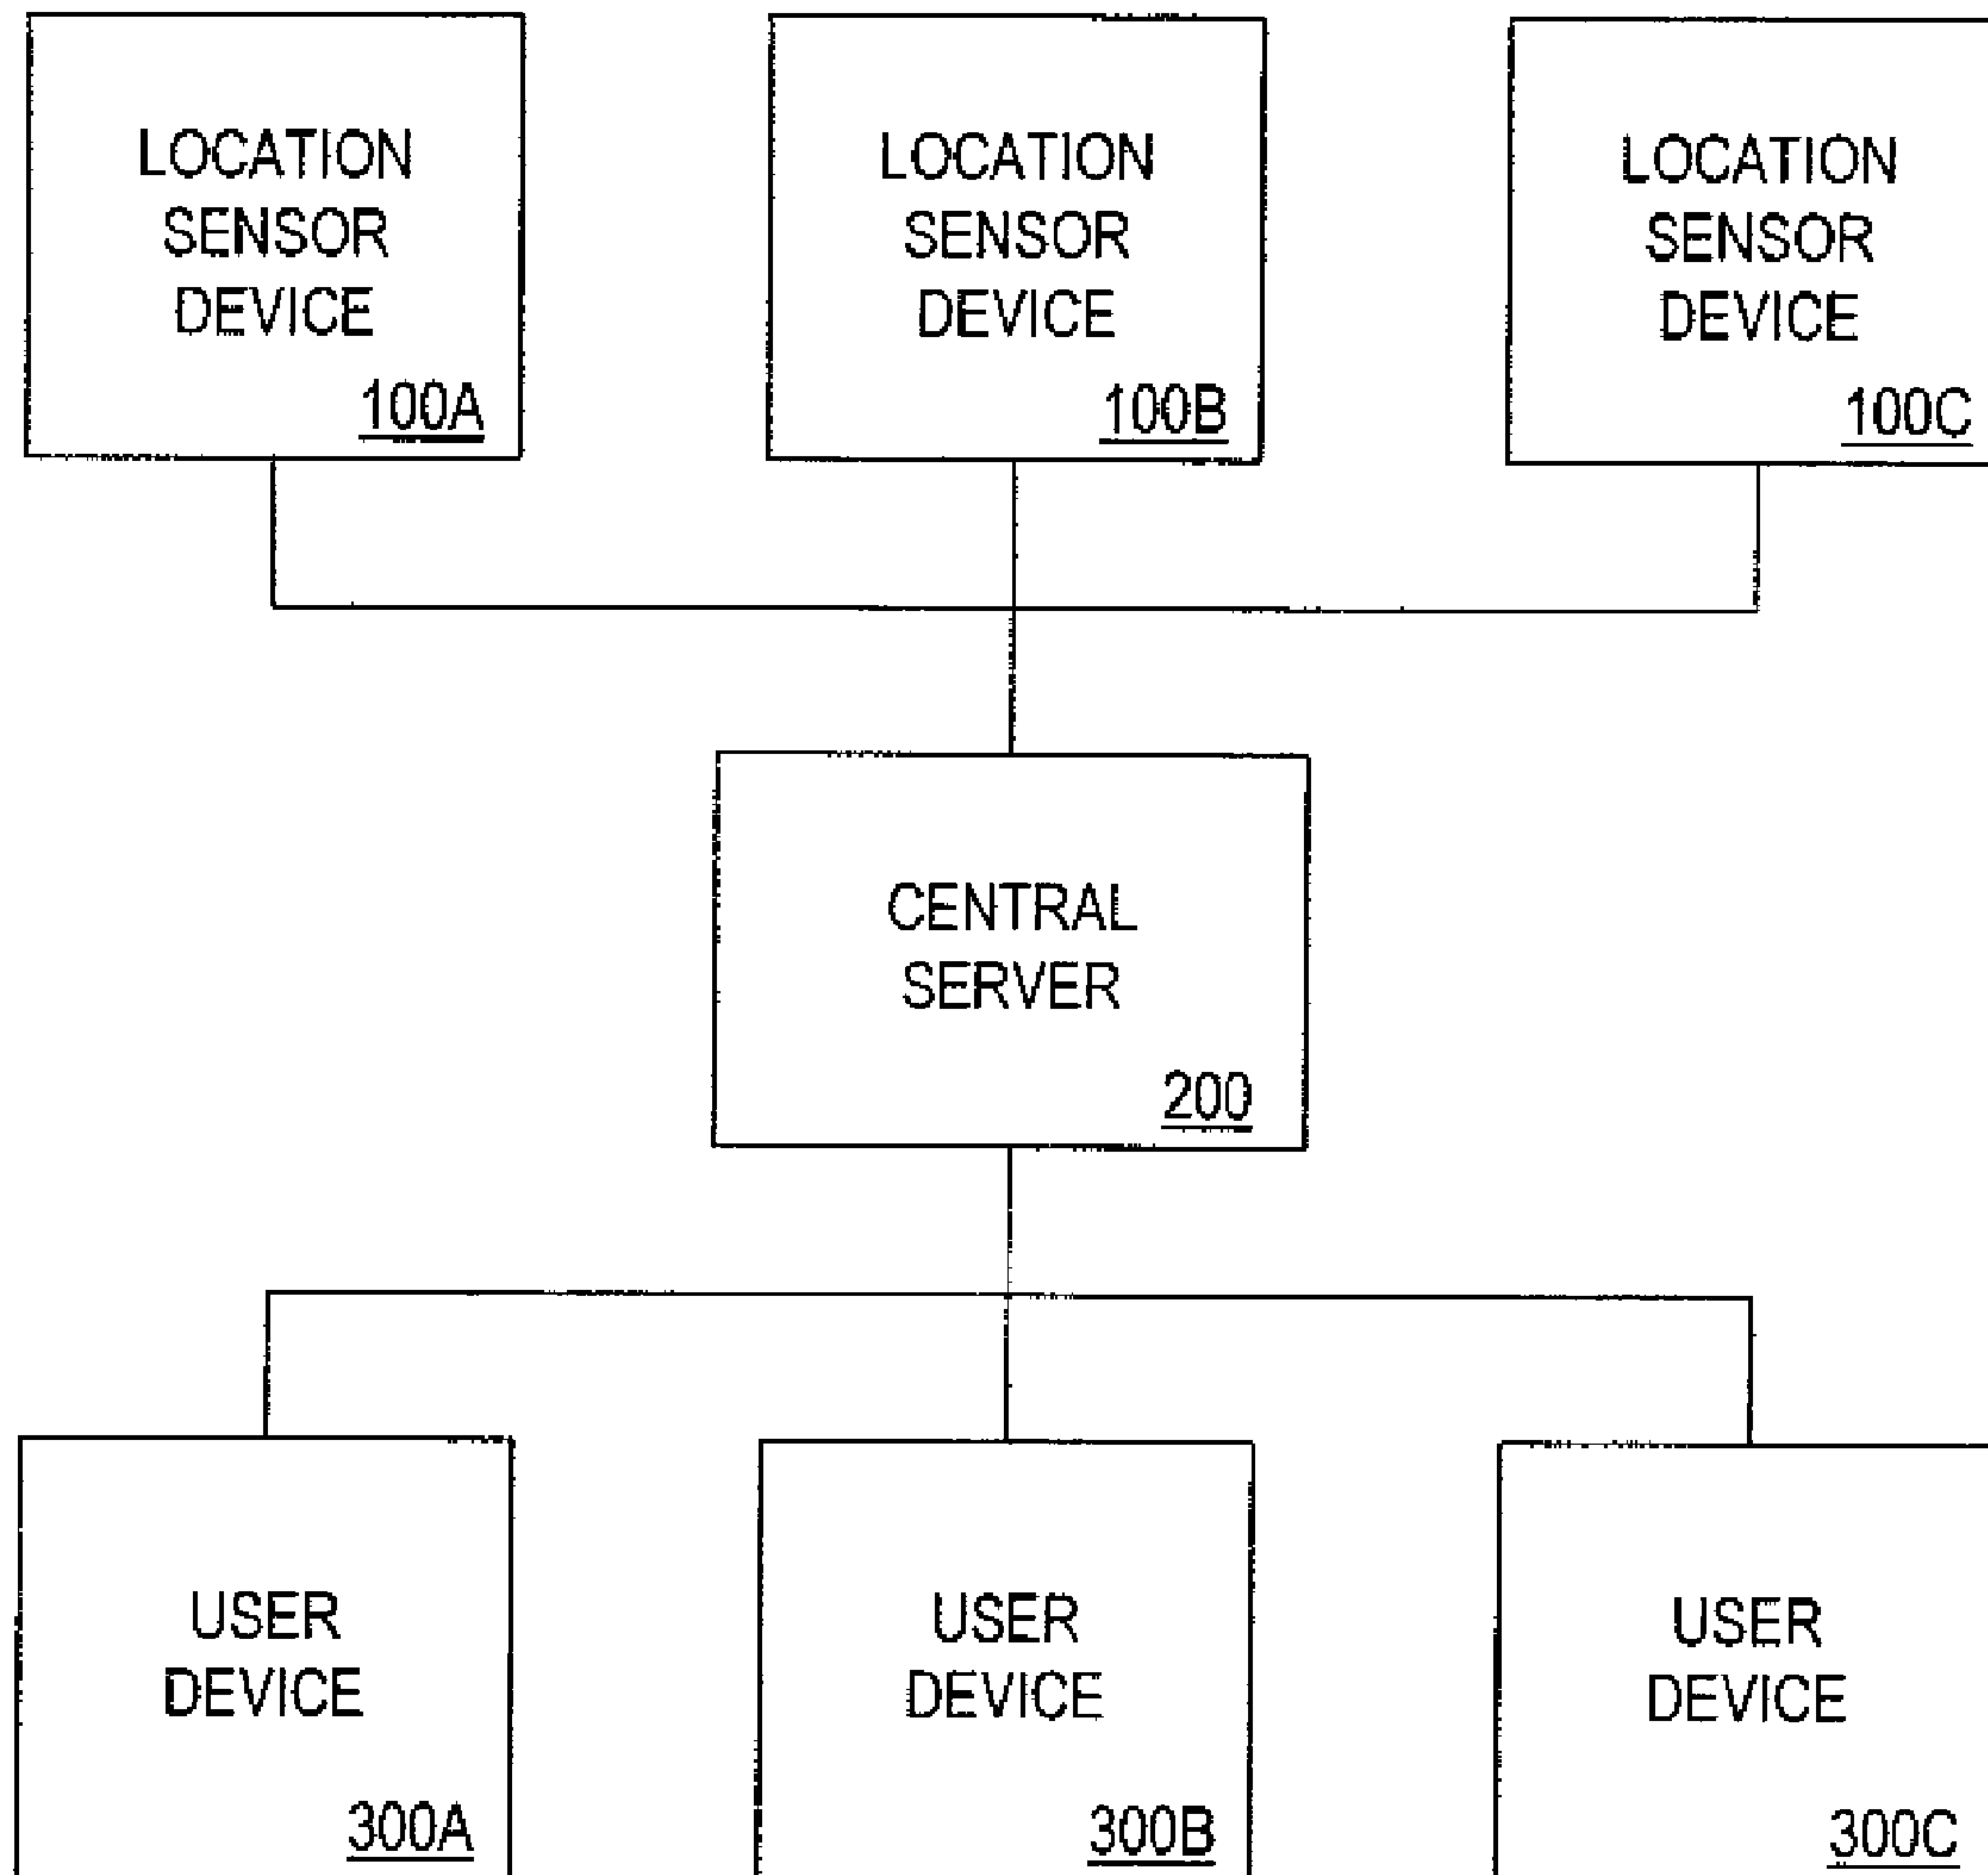 LOCATION
SENSOR
DEVICE
100A
LOCATION
SENSOR
DEVICE
100B
LOCATION
SENSOR
DEVICE
100C
CENTRAL
SERVER
200
USER
DEVICE
300A
USER
DEVICE
300B
USER
DEVICE
300C